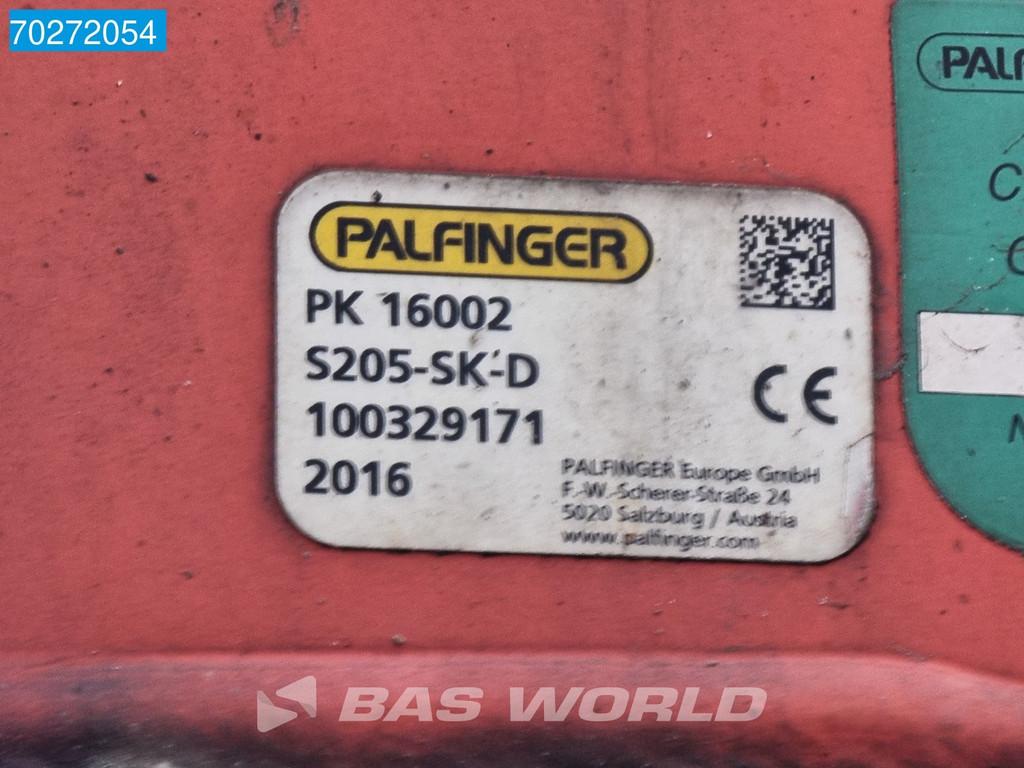 70272054
PALFINGER
PK 16002
S205-SK-D
100329171
2016
CE
PALFINGER Europe GmbH
F.-W.-Scherer-Straße 24
5020 Salzburg / Austria
www.palfinger.com
BAS WORLD